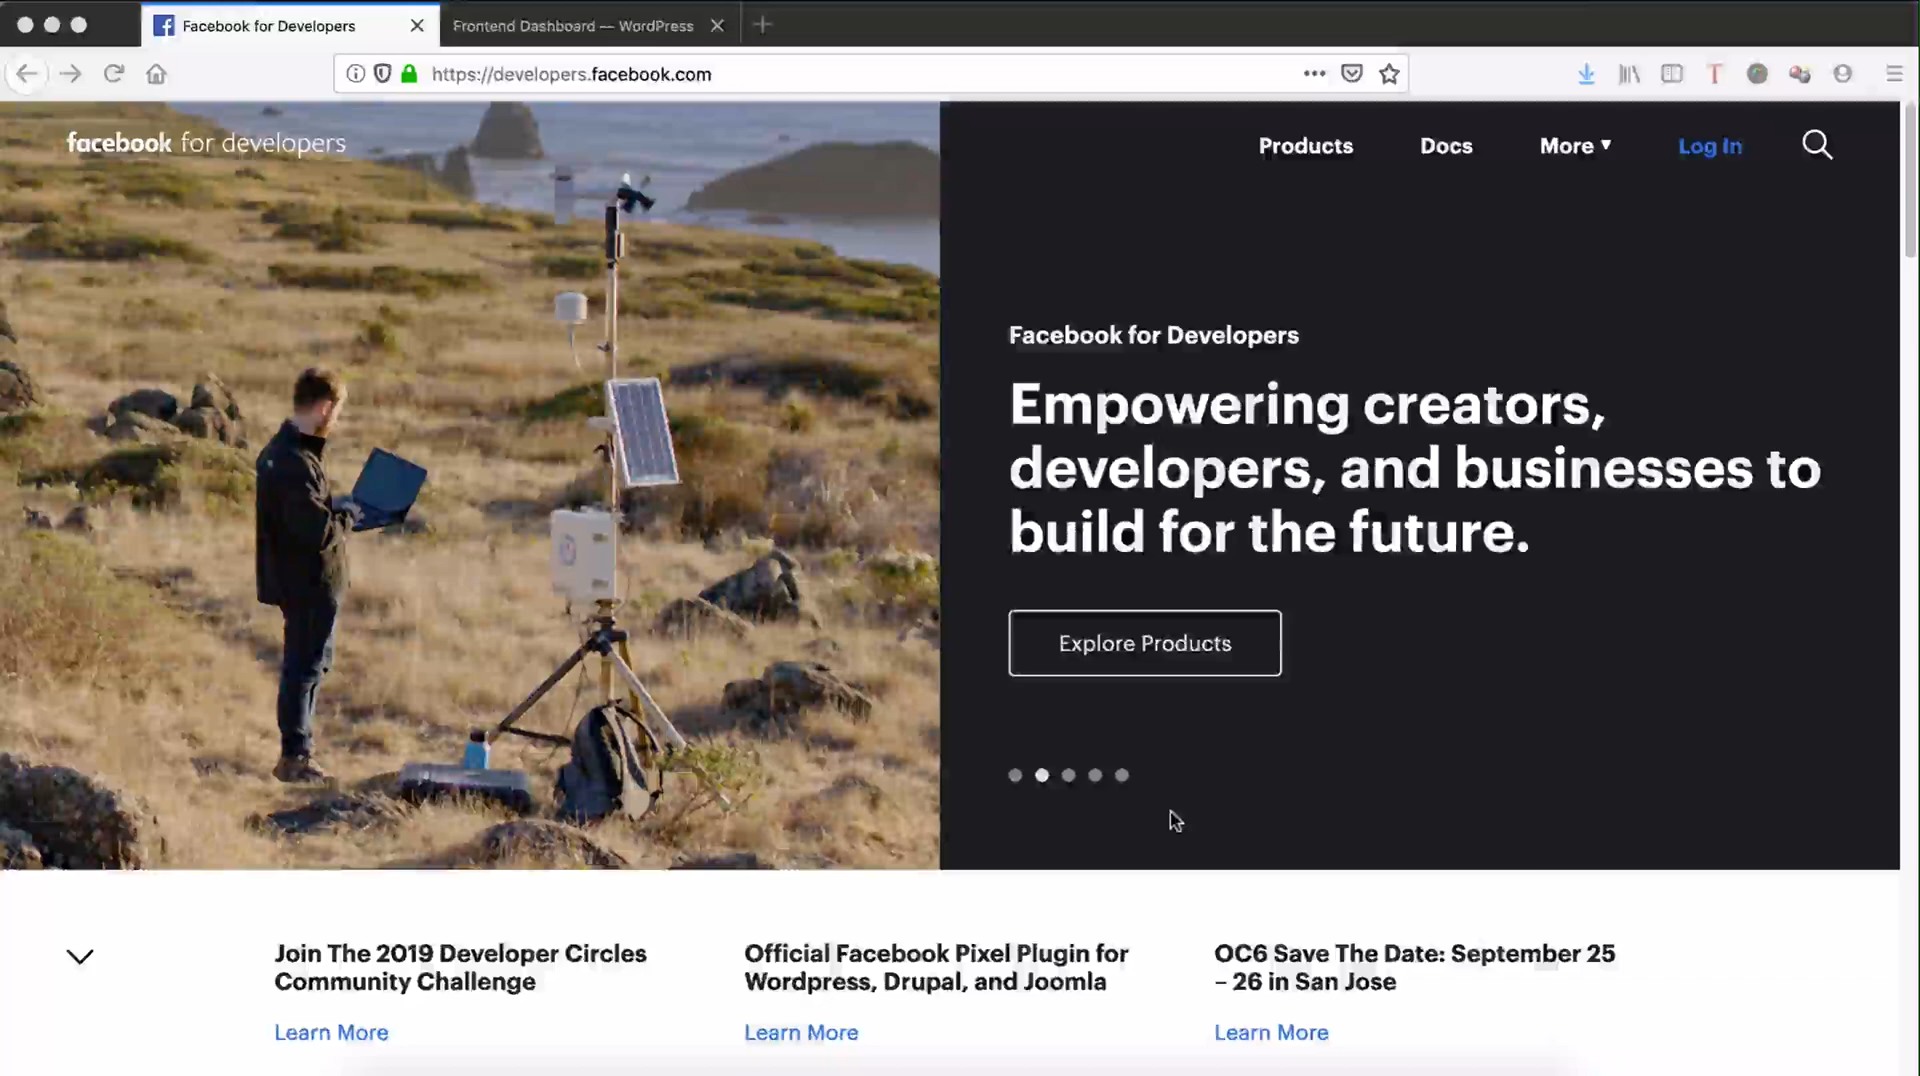 Facebook for Developers
Frontend Dashboard — WordPress
https://developers.facebook.com
facebook for developers
Products
Docs
More
Log In
Facebook for Developers
Empowering creators,
developers, and businesses to
build for the future.
Explore Products
Join The 2019 Developer Circles
Community Challenge
Learn More
Official Facebook Pixel Plugin for
Wordpress, Drupal, and Joomla
Learn More
OC6 Save The Date: September 25
– 26 in San Jose
Learn More